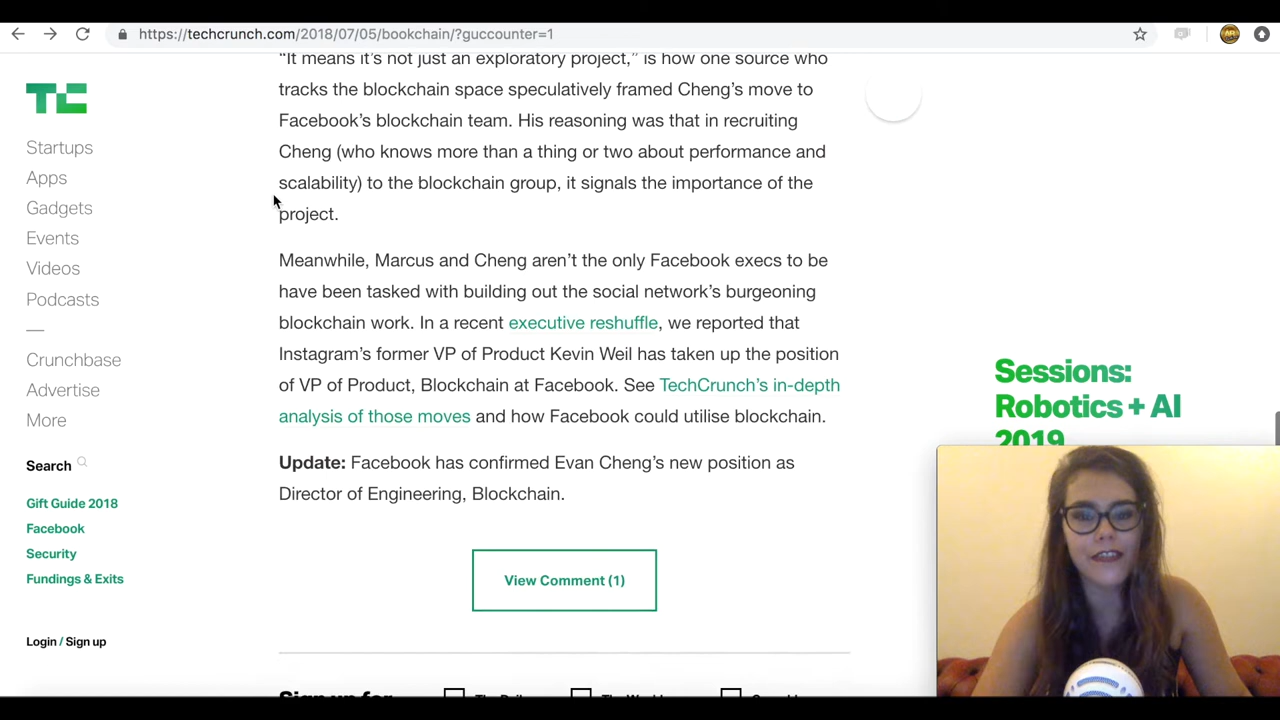 https://techcrunch.com/2018/07/05/bookchain/?guccounter=1
TC
Startups
Apps
Gadgets
Events
Videos
Podcasts
—
Crunchbase
Advertise
More
Search
Gift Guide 2018
Facebook
Security
Fundings & Exits
Login / Sign up
“It means it’s not just an exploratory project,” is how one source who
tracks the blockchain space speculatively framed Cheng’s move to
Facebook’s blockchain team. His reasoning was that in recruiting
Cheng (who knows more than a thing or two about performance and
scalability) to the blockchain group, it signals the importance of the
project.
Meanwhile, Marcus and Cheng aren’t the only Facebook execs to be
have been tasked with building out the social network’s burgeoning
blockchain work. In a recent executive reshuffle, we reported that
Instagram’s former VP of Product Kevin Weil has taken up the position
of VP of Product, Blockchain at Facebook. See TechCrunch’s in-depth
analysis of those moves and how Facebook could utilise blockchain.
Update: Facebook has confirmed Evan Cheng’s new position as
Director of Engineering, Blockchain.
View Comment (1)
Sign up for
Sessions:
Robotics + AI
2019